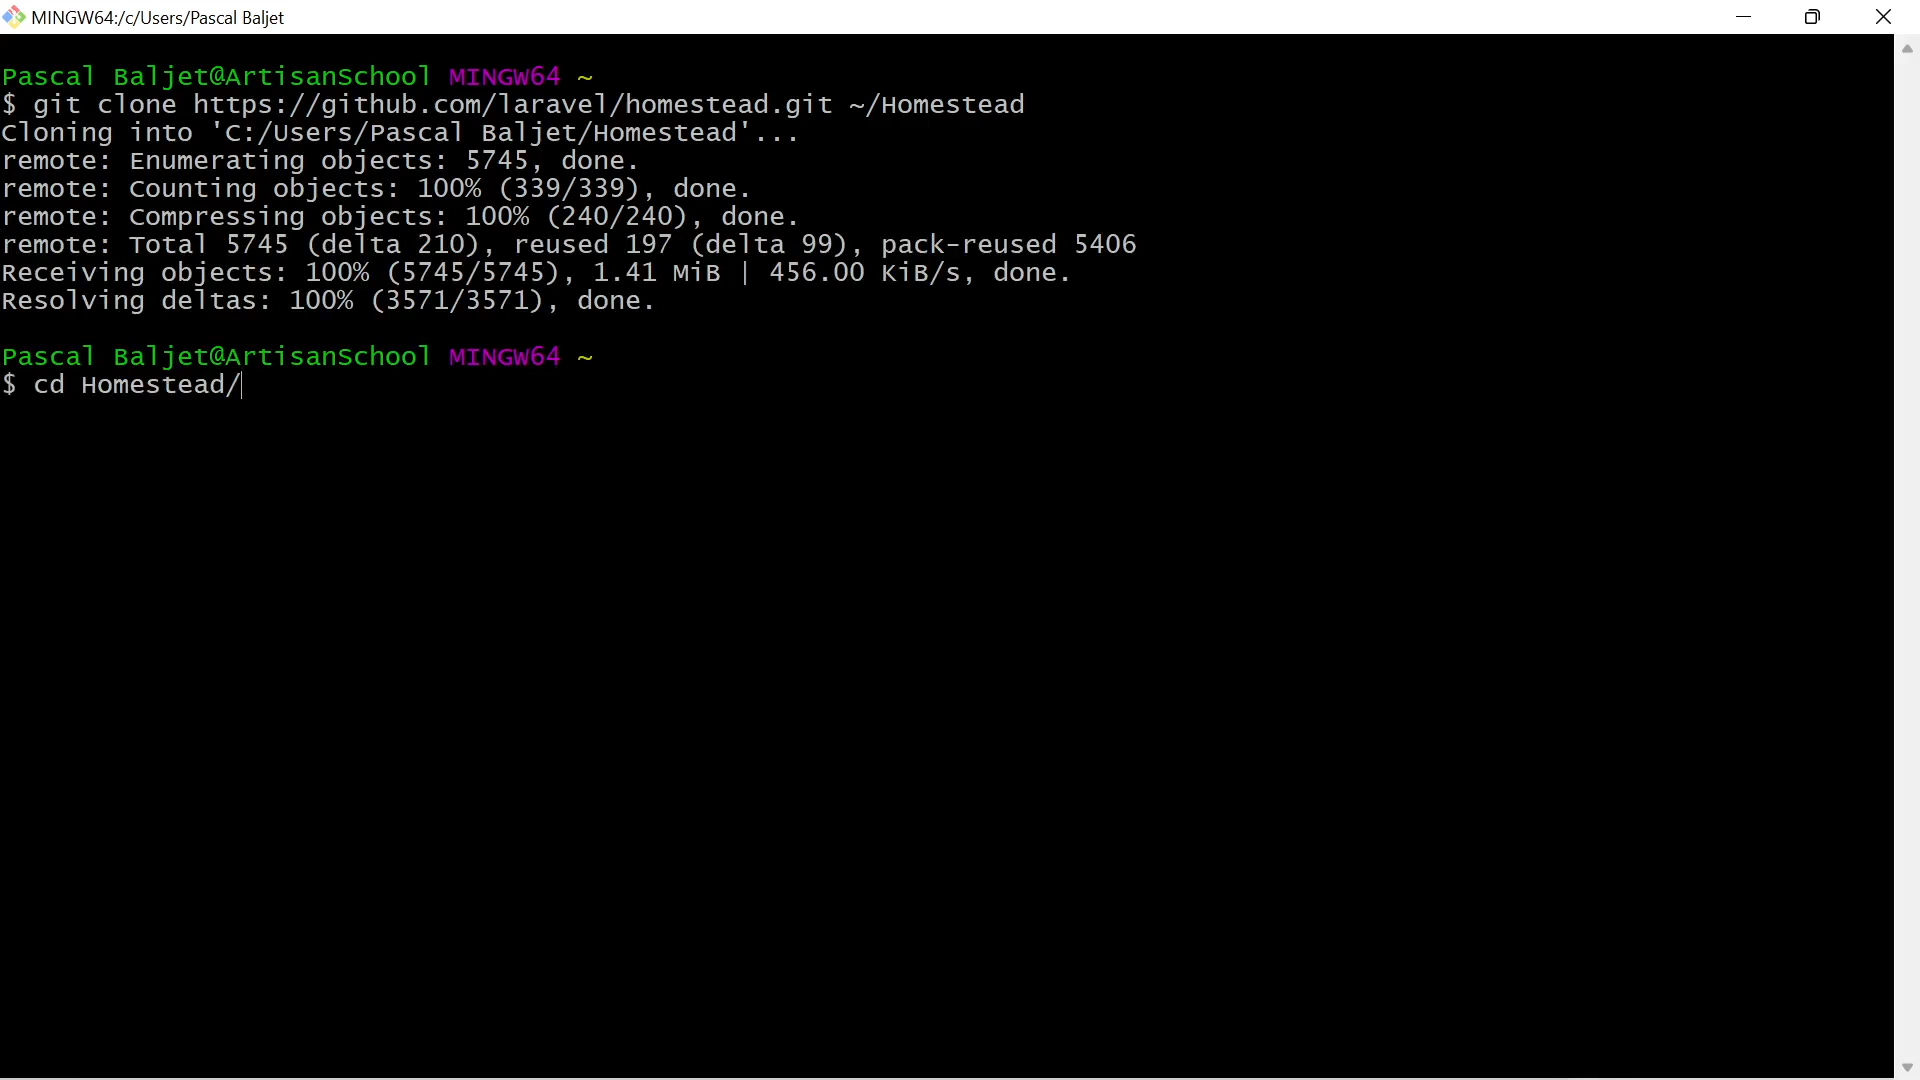 MINGW64:/c/Users/Pascal Baljet
Pascal Baljet@ArtisanSchool MINGW64 ~
$ git clone https://github.com/laravel/homestead.git ~/Homestead
Cloning into 'C:/Users/Pascal Baljet/Homestead'...
remote: Enumerating objects: 5745, done.
remote: Counting objects: 100% (339/339), done.
remote: Compressing objects: 100% (240/240), done.
remote: Total 5745 (delta 210), reused 197 (delta 99), pack-reused 5406
Receiving objects: 100% (5745/5745), 1.41 MiB | 456.00 KiB/s, done.
Resolving deltas: 100% (3571/3571), done.
Pascal Baljet@ArtisanSchool MINGW64 ~
$ cd Homestead/